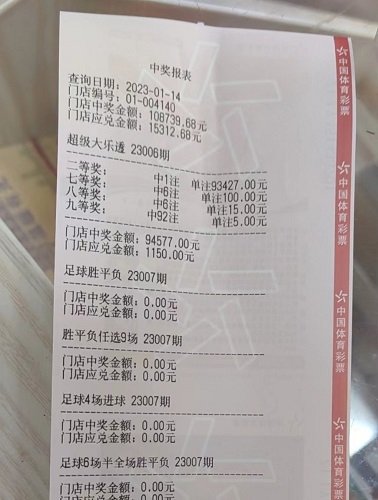 中奖报表
查询日期：2023-01-14
门店编号：01-004140
门店中奖金额：108739.68元
门店应兑金额：15312.68元
超级大乐透 23006期
二等奖： 中1注 单注93427.00元
七等奖： 中6注 单注100.00元
八等奖： 中6注 单注15.00元
九等奖： 中92注 单注5.00元
门店中奖金额：94577.00元
门店应兑金额：1150.00元
足球胜平负 23007期
门店中奖金额：0.00元
门店应兑金额：0.00元
胜平负任选9场 23007期
门店中奖金额：0.00元
门店应兑金额：0.00元
足球4场进球 23007期
门店中奖金额：0.00元
门店应兑金额：0.00元
足球6场半全场胜平负 23007期
门店中奖金额：0.00元
门店应兑金额：0.00元
中国体育彩票
中国体育彩票
中国体育彩票
中国体育彩票